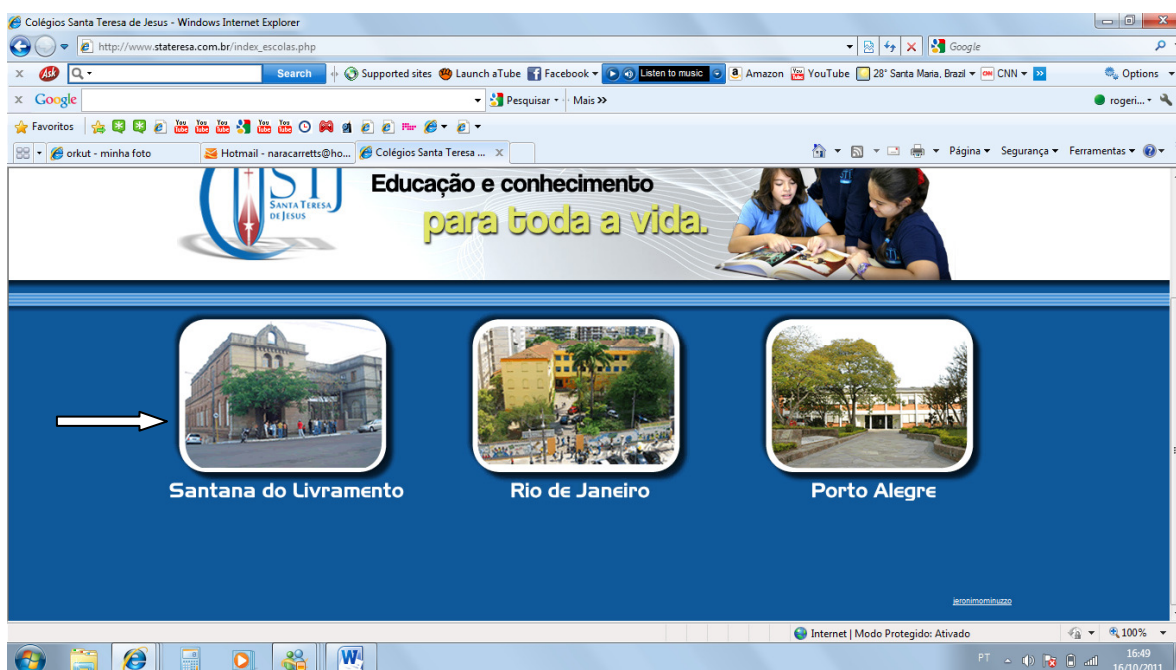 Colégios Santa Teresa de Jesus - Windows Internet Explorer
http://www.stateresa.com.br/index_escolas.php
Google
x Ask Search Supported sites Launch aTube Facebook Listen to music Amazon YouTube 28° Santa Maria, Brazil CNN Options
x Google Pesquisar Mais rogeri...
Favoritos
orkut - minha foto Hotmail - naracarretts@ho... Colégios Santa Teresa ... x Página Segurança Ferramentas
STJ
SANTA TERESA
DE JESUS
Educação e conhecimento
para toda a vida.
Santana do Livramento Rio de Janeiro Porto Alegre
jeronimominuzzo
Internet | Modo Protegido: Ativado 100%
PT 16:49
16/10/2011